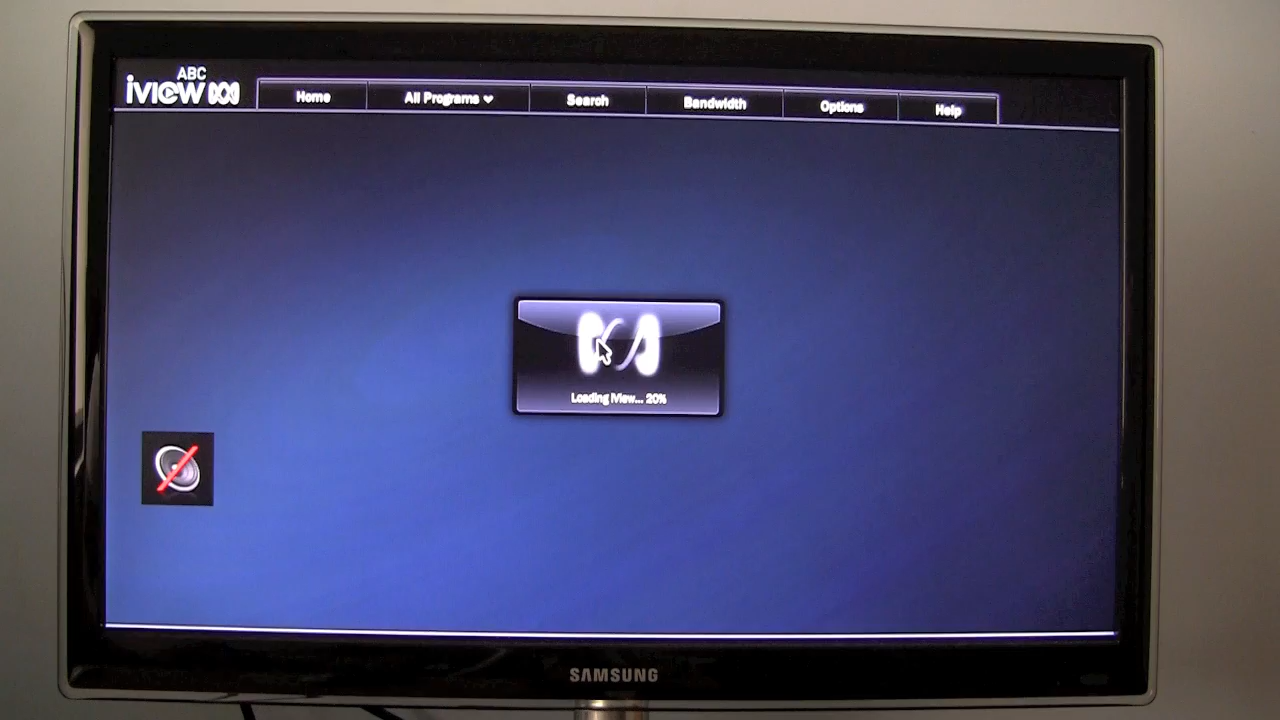 ABC
iVIEW
Home
All Programs
Search
Bandwidth
Options
Help
Loading iView... 20%
SAMSUNG